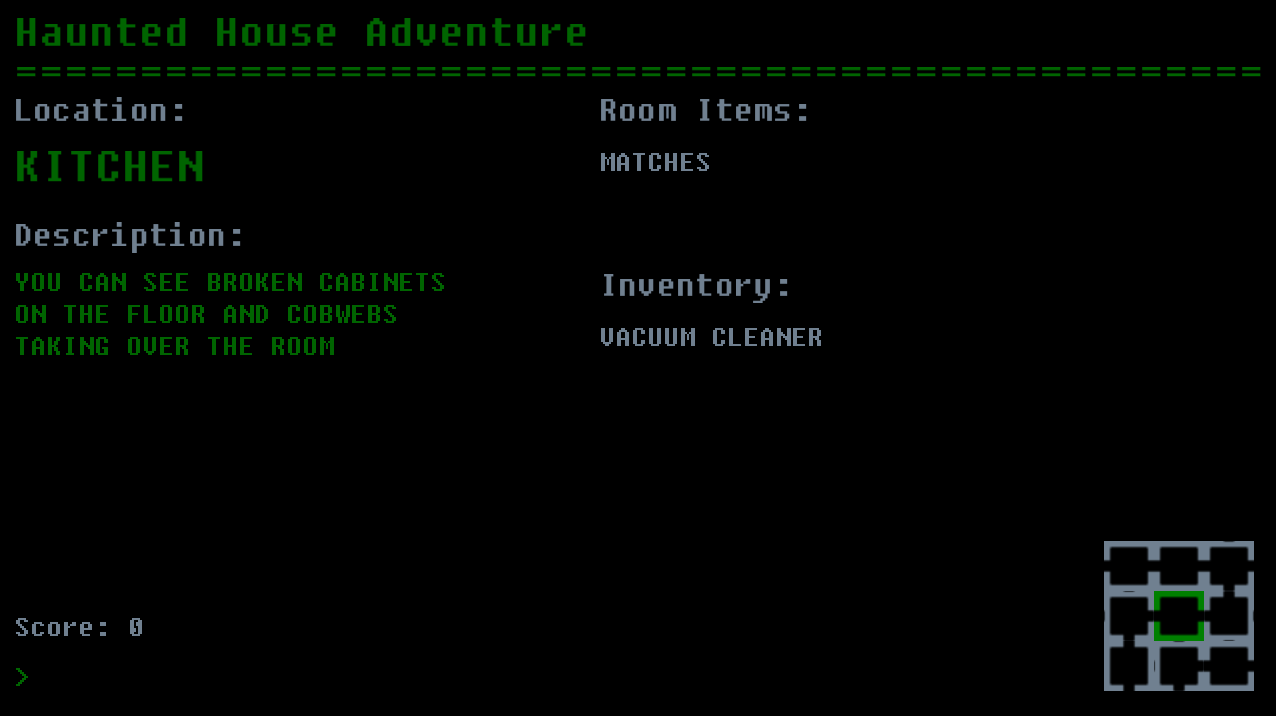 Haunted House Adventure
==================================================
Location:
KITCHEN
Description:
YOU CAN SEE BROKEN CABINETS
ON THE FLOOR AND COBWEBS
TAKING OVER THE ROOM
Room Items:
MATCHES
Inventory:
VACUUM CLEANER
Score: 0
>